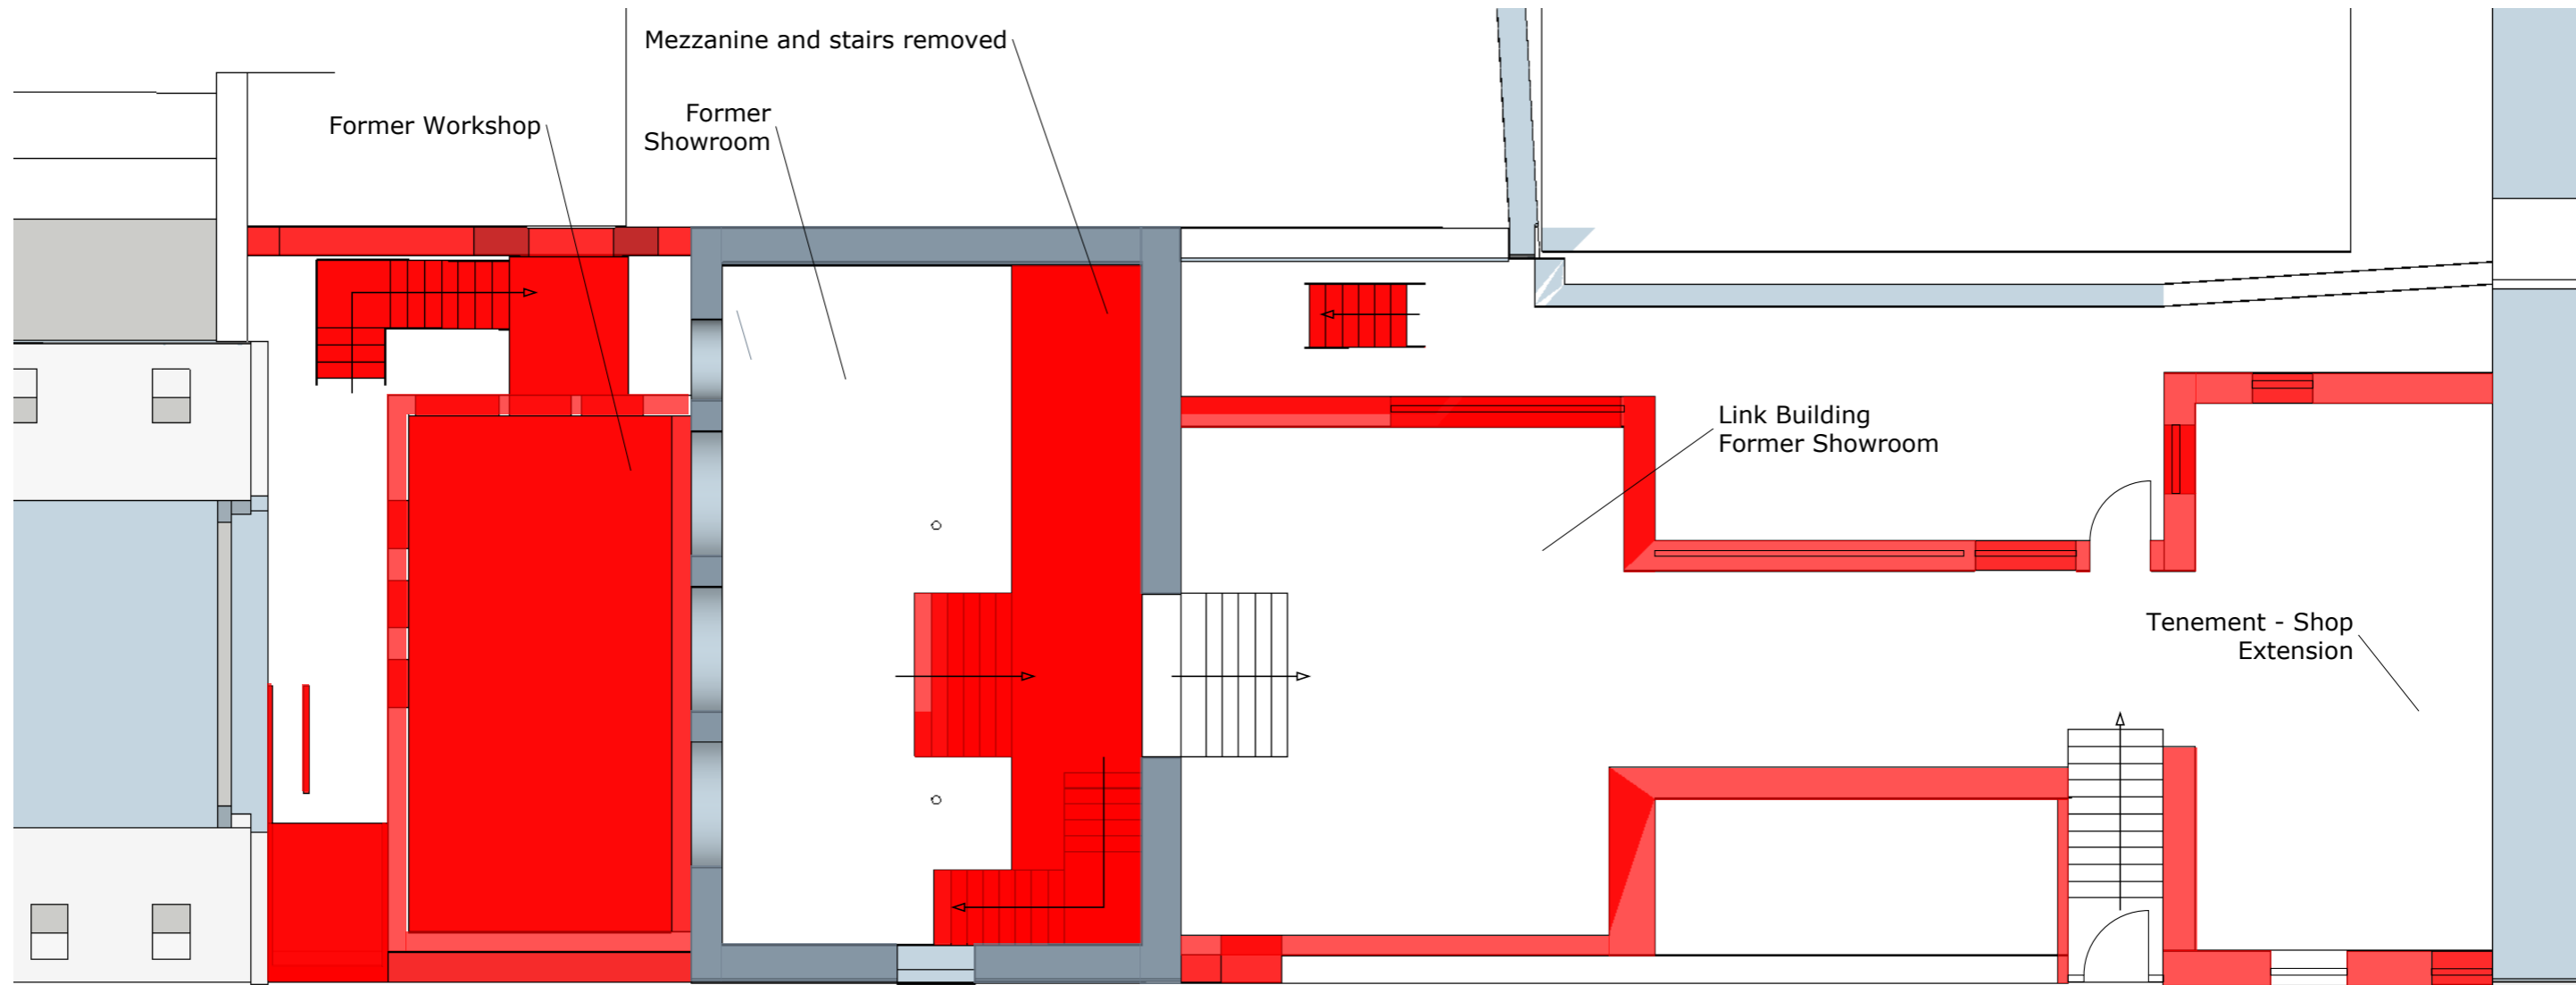 Mezzanine and stairs removed
Former
Showroom
Former Workshop
Link Building
Former Showroom
Tenement - Shop
Extension